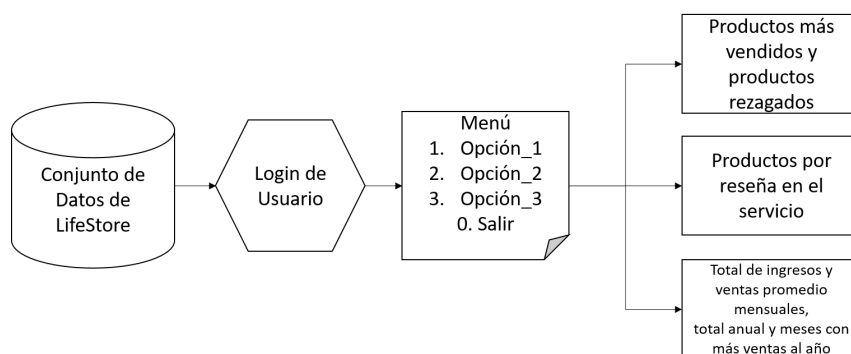 Conjunto de
Datos de
LifeStore
Login de
Usuario
Menú
1. Opción_1
2. Opción_2
3. Opción_3
0. Salir
Productos más
vendidos y
productos
rezagados
Productos por
reseña en el
servicio
Total de ingresos y
ventas promedio
mensuales,
total anual y meses con
más ventas al año